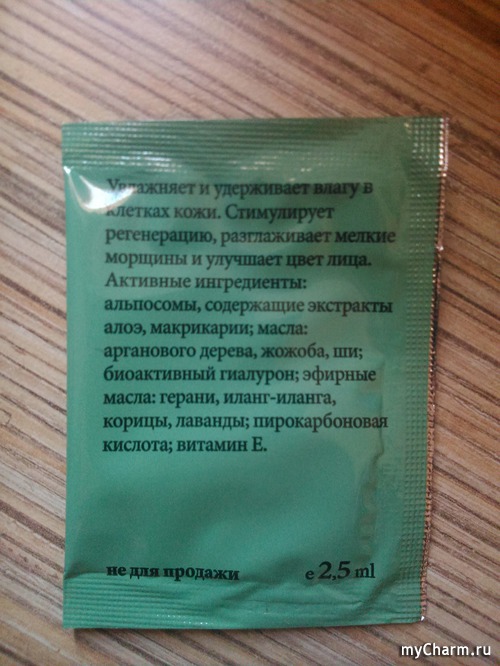 Увлажняет и удерживает влагу в
клетках кожи. Стимулирует
регенерацию, разглаживает мелкие
морщины и улучшает цвет лица.
Активные ингредиенты:
альпосомы, содержащие экстракты
алоэ, макрикарии; масла:
арганового дерева, жожоба, ши;
биоактивный гиалурон; эфирные
масла: герани, иланг-иланга,
корицы, лаванды; пирокарбоновая
кислота; витамин Е.
не для продажи
е 2,5 ml
myCharm.ru